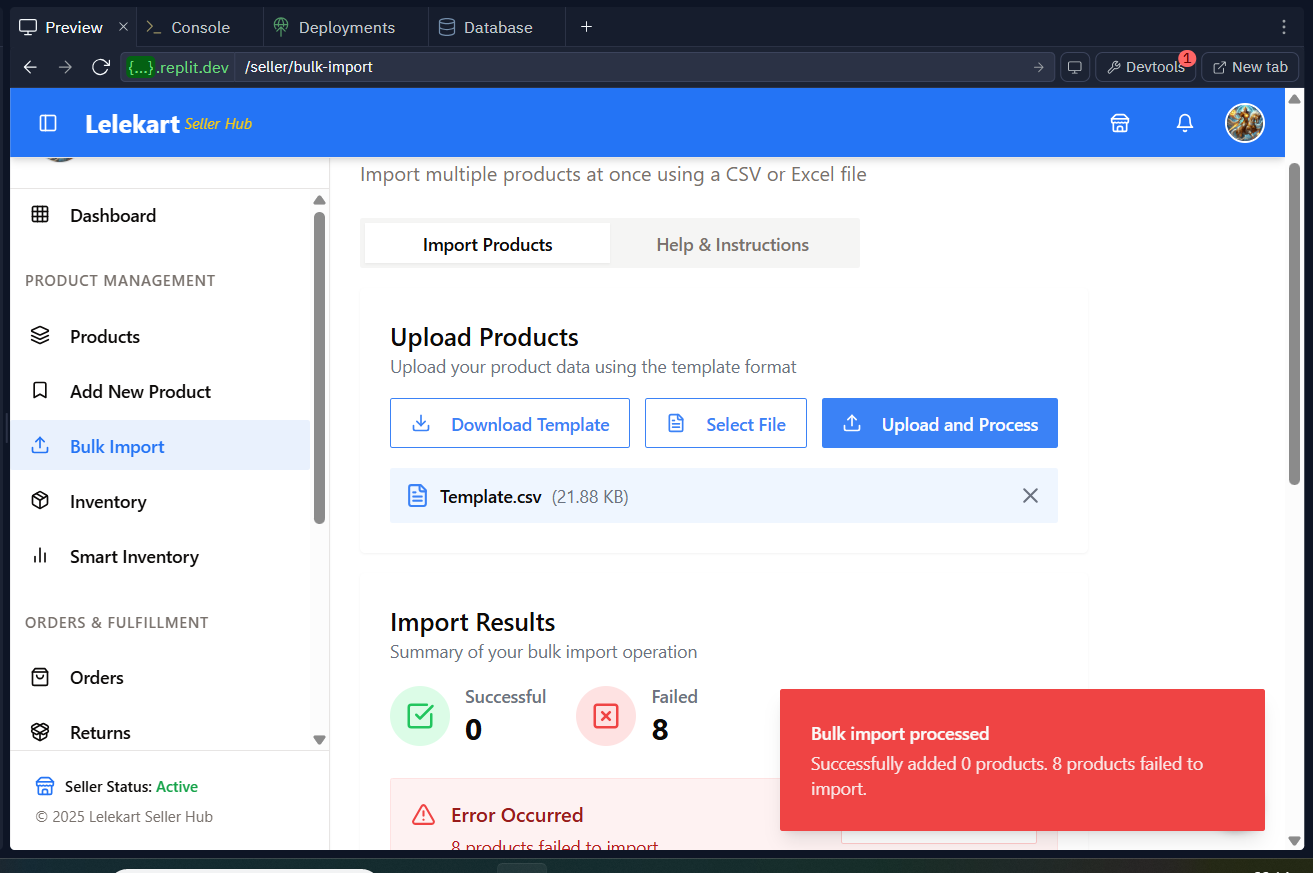 Preview
Console
Deployments
Database
{...}.replit.dev
/seller/bulk-import
Devtools
1
New tab
Lelekart Seller Hub
Import multiple products at once using a CSV or Excel file
Dashboard
PRODUCT MANAGEMENT
Products
Add New Product
Bulk Import
Inventory
Smart Inventory
ORDERS & FULFILLMENT
Orders
Returns
Seller Status: Active
© 2025 Lelekart Seller Hub
Import Products
Help & Instructions
Upload Products
Upload your product data using the template format
Download Template
Select File
Upload and Process
Template.csv (21.88 KB)
Import Results
Summary of your bulk import operation
Successful
0
Failed
8
Error Occurred
8 products failed to import
Bulk import processed
Successfully added 0 products. 8 products failed to
import.